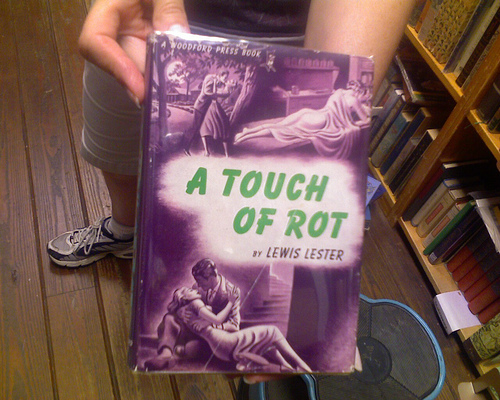 A WOODFORD PRESS BOOK
A TOUCH
OF ROT
BY LEWIS LESTER